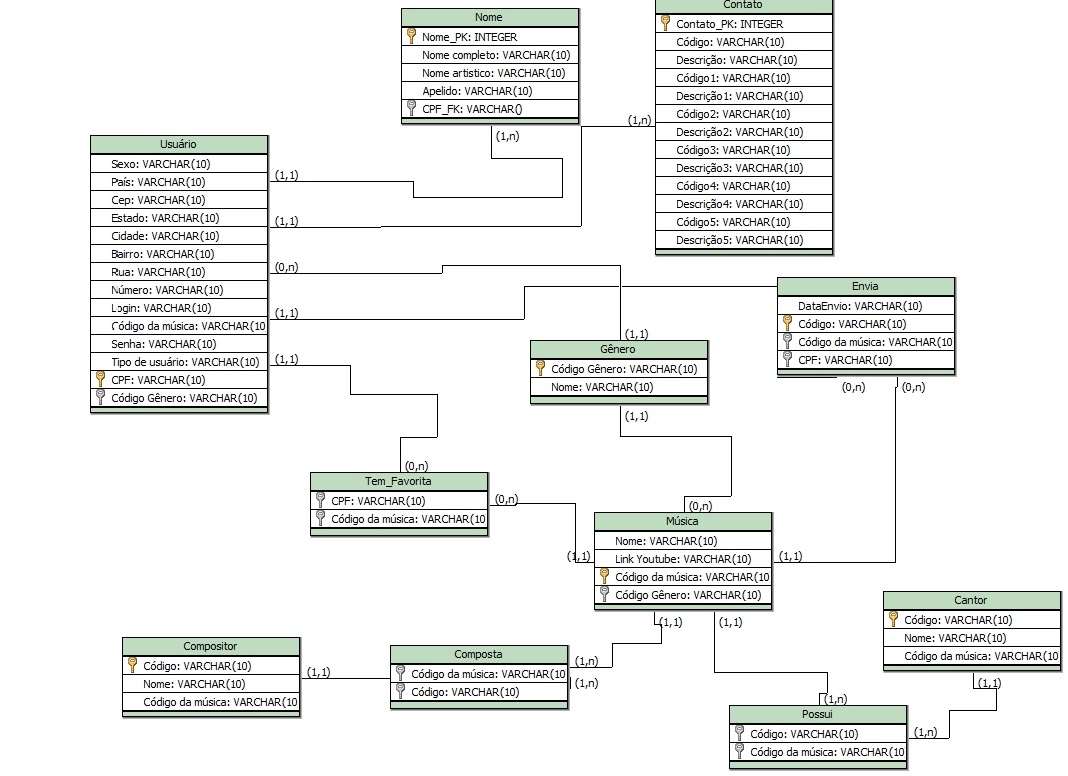 Nome
Nome_PK: INTEGER
Nome completo: VARCHAR(10)
Nome artistico: VARCHAR(10)
Apelido: VARCHAR(10)
CPF_FK: VARCHAR()
(1,n)
Contato
Contato_PK: INTEGER
Código: VARCHAR(10)
Descrição: VARCHAR(10)
Código1: VARCHAR(10)
Descrição1: VARCHAR(10)
Código2: VARCHAR(10)
Descrição2: VARCHAR(10)
Código3: VARCHAR(10)
Descrição3: VARCHAR(10)
Código4: VARCHAR(10)
Descrição4: VARCHAR(10)
Código5: VARCHAR(10)
Descrição5: VARCHAR(10)
(1,n)
Usuário
Sexo: VARCHAR(10)
País: VARCHAR(10)
Cep: VARCHAR(10)
Estado: VARCHAR(10)
Cidade: VARCHAR(10)
Bairro: VARCHAR(10)
Rua: VARCHAR(10)
Número: VARCHAR(10)
Login: VARCHAR(10)
Código da música: VARCHAR(10
Senha: VARCHAR(10)
Tipo de usuário: VARCHAR(10)
CPF: VARCHAR(10)
Código Gênero: VARCHAR(10)
(1,1)
(1,1)
(0,n)
(1,1)
(1,1)
Envia
DataEnvio: VARCHAR(10)
Código: VARCHAR(10)
Código da música: VARCHAR(10
CPF: VARCHAR(10)
(0,n)
(0,n)
(1,1)
Gênero
Código Gênero: VARCHAR(10)
Nome: VARCHAR(10)
(1,1)
(0,n)
Tem_Favorita
CPF: VARCHAR(10)
Código da música: VARCHAR(10
(0,n)
(0,n)
Música
Nome: VARCHAR(10)
Link Youtube: VARCHAR(10)
Código da música: VARCHAR(10
Código Gênero: VARCHAR(10)
(1,1)
(1,1)
(1,1)
(1,1)
Cantor
Código: VARCHAR(10)
Nome: VARCHAR(10)
Código da música: VARCHAR(10
(1,1)
Compositor
Código: VARCHAR(10)
Nome: VARCHAR(10)
Código da música: VARCHAR(10
(1,1)
Composta
Código da música: VARCHAR(10
Código: VARCHAR(10)
(1,n)
(1,n)
(1,n)
Possui
Código: VARCHAR(10)
Código da música: VARCHAR(10
(1,n)